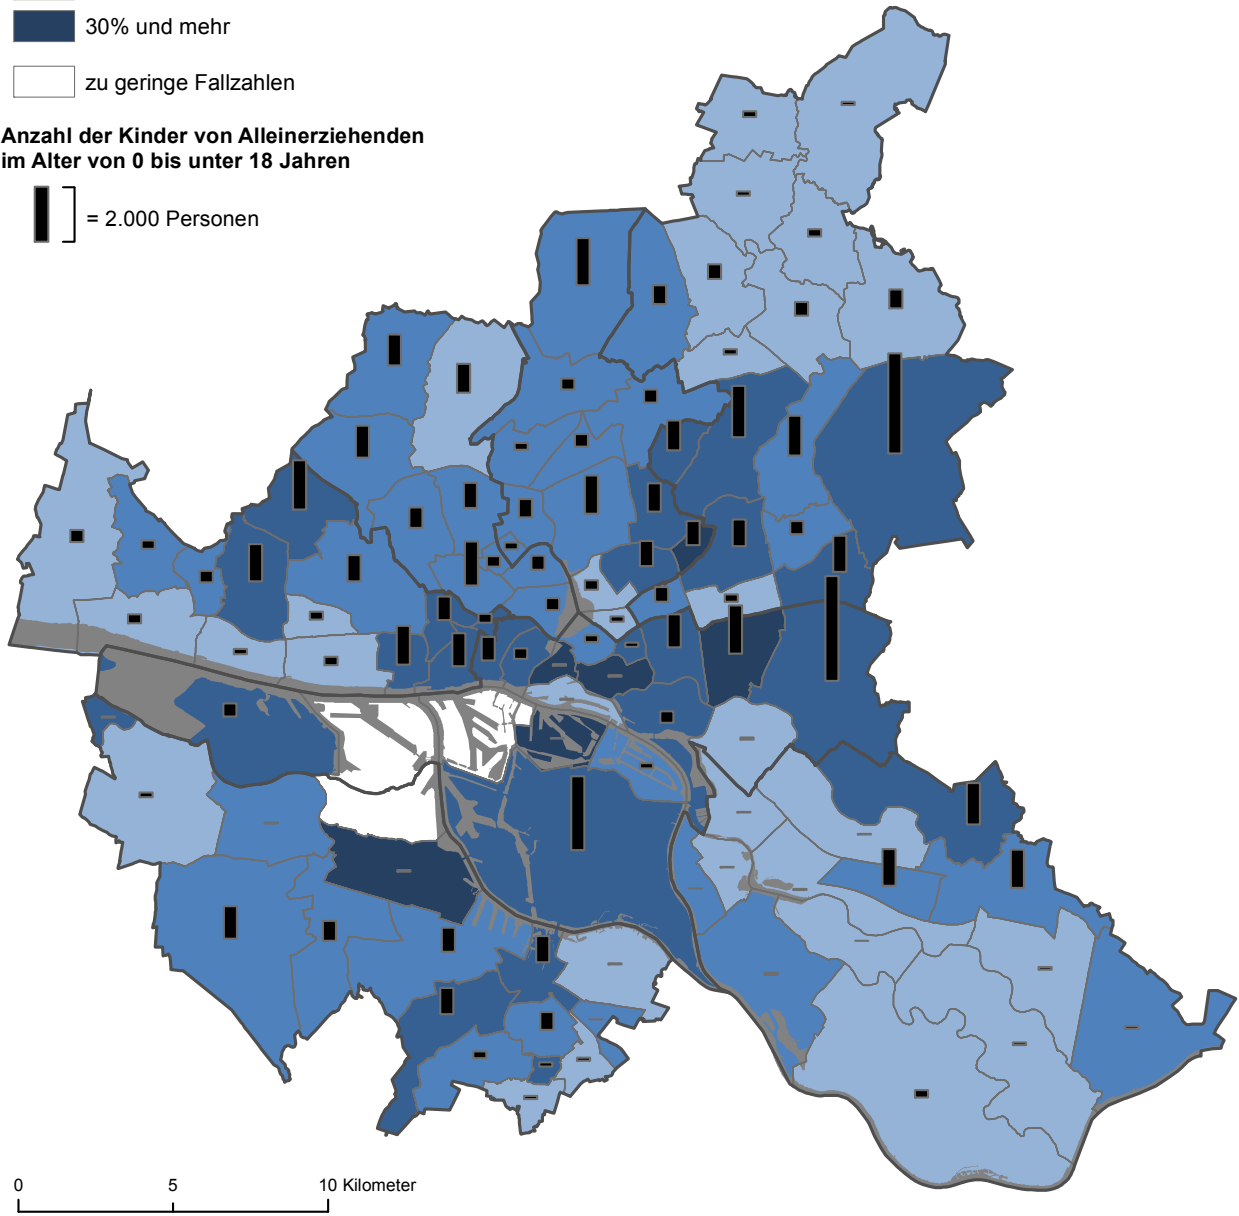 30% und mehr
zu geringe Fallzahlen
Anzahl der Kinder von Alleinerziehenden
im Alter von 0 bis unter 18 Jahren
= 2.000 Personen
0 5 10 Kilometer